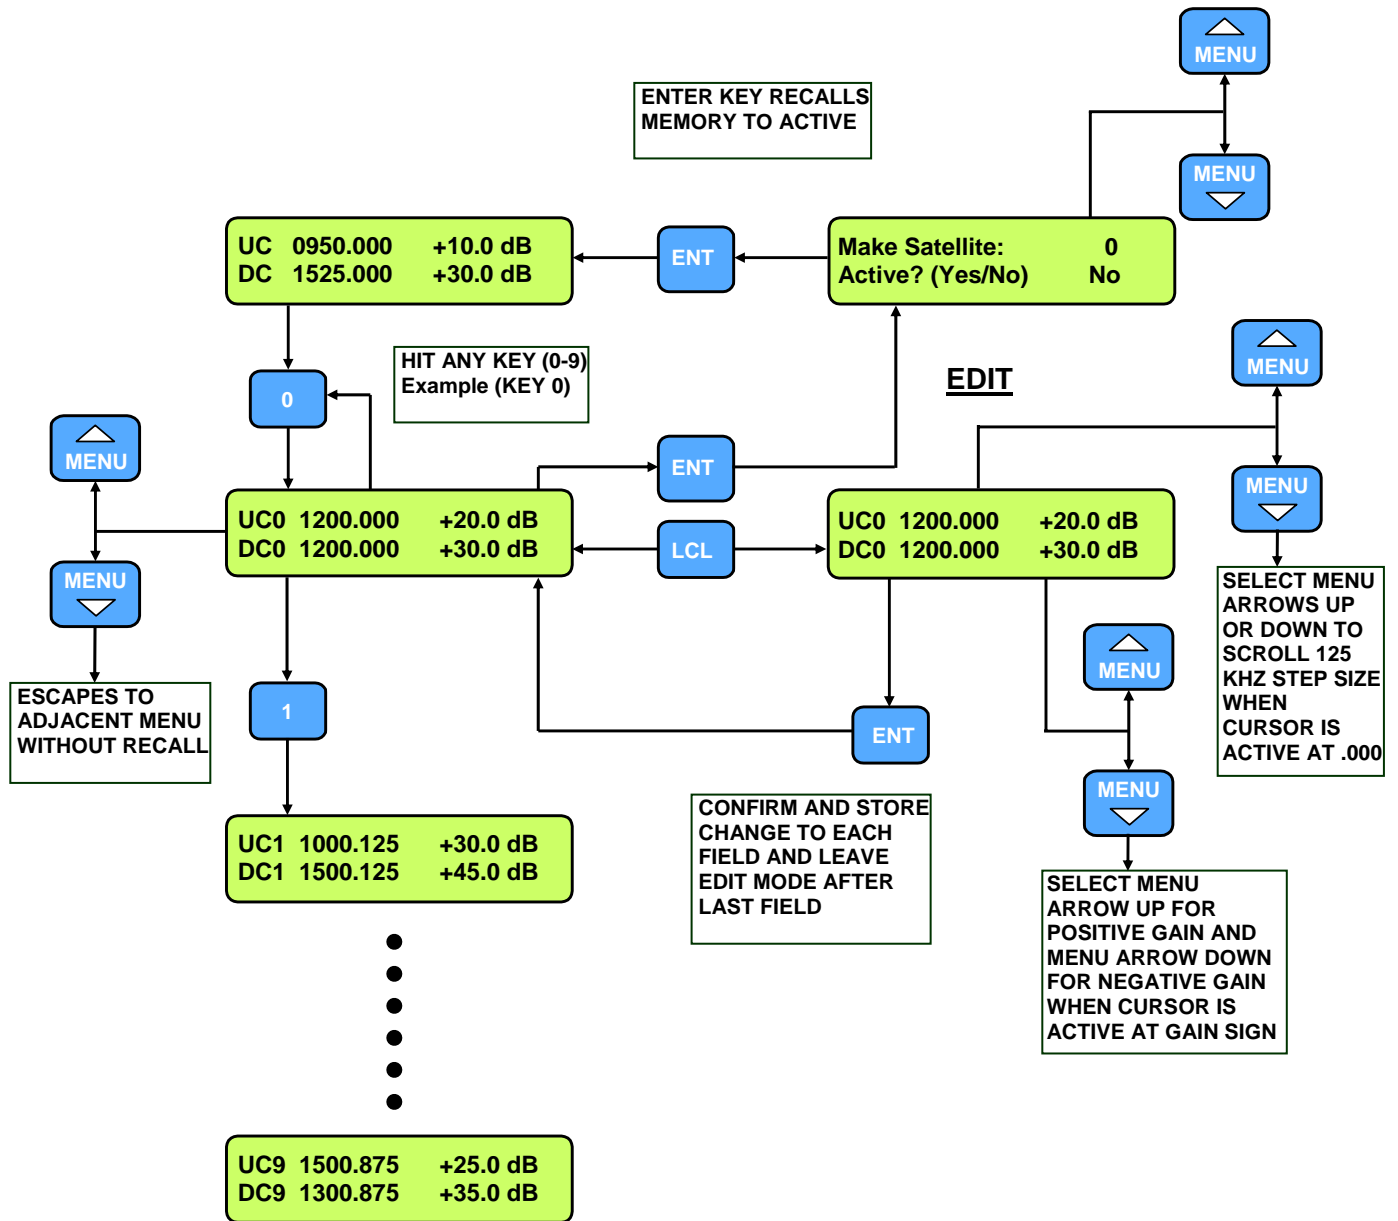 MENU
ENTER KEY RECALLS
MEMORY TO ACTIVE
MENU
UC 0950.000 +10.0 dB
DC 1525.000 +30.0 dB
ENT
Make Satellite: 0
Active? (Yes/No) No
HIT ANY KEY (0-9)
Example (KEY 0)
EDIT
MENU
0
MENU
ENT
MENU
UC0 1200.000 +20.0 dB
DC0 1200.000 +30.0 dB
LCL
UC0 1200.000 +20.0 dB
DC0 1200.000 +30.0 dB
MENU
SELECT MENU
ARROWS UP
OR DOWN TO
SCROLL 125
KHZ STEP SIZE
WHEN
CURSOR IS
ACTIVE AT .000
MENU
ESCAPES TO
ADJACENT MENU
WITHOUT RECALL
1
ENT
MENU
CONFIRM AND STORE
CHANGE TO EACH
FIELD AND LEAVE
EDIT MODE AFTER
LAST FIELD
UC1 1000.125 +30.0 dB
DC1 1500.125 +45.0 dB
SELECT MENU
ARROW UP FOR
POSITIVE GAIN AND
MENU ARROW DOWN
FOR NEGATIVE GAIN
WHEN CURSOR IS
ACTIVE AT GAIN SIGN
UC9 1500.875 +25.0 dB
DC9 1300.875 +35.0 dB